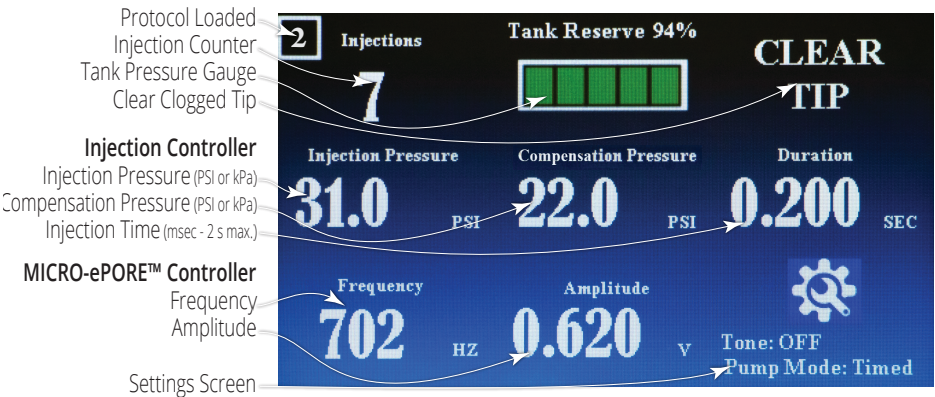 Protocol Loaded
Injection Counter
Tank Pressure Gauge
Clear Clogged Tip
Injection Controller
Injection Pressure (PSI or kPa)
Compensation Pressure (PSI or kPa)
Injection Time (msec - 2 s max.)
MICRO-ePORE™ Controller
Frequency
Amplitude
Settings Screen
2 Injections
7
Tank Reserve 94%
CLEAR
TIP
Injection Pressure
31.0 PSI
Compensation Pressure
22.0 PSI
Duration
0.200 SEC
Frequency
702 HZ
Amplitude
0.620 V
Tone: OFF
Pump Mode: Timed